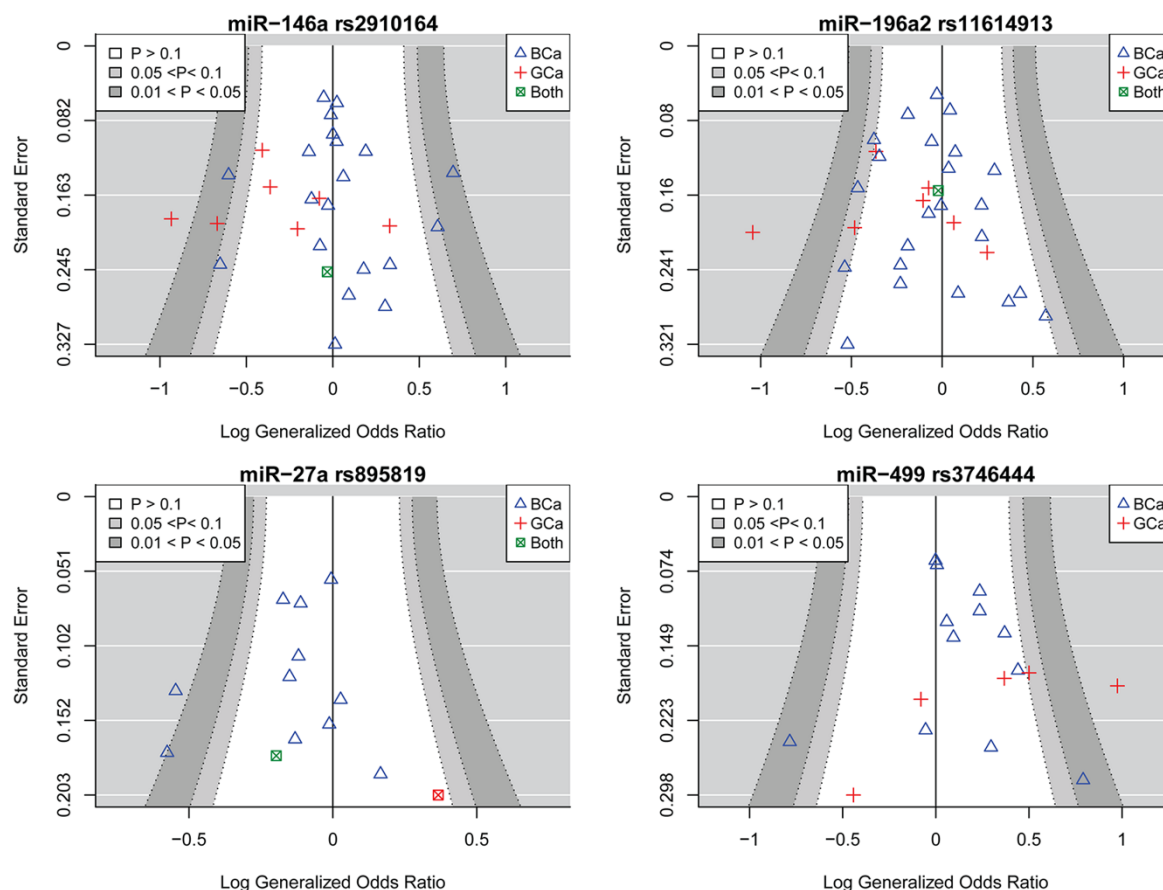 miR−146a rs2910164
P > 0.1
0.05 <P< 0.1
0.01 < P < 0.05
BCa
GCa
Both
Standard Error
0
0.082
0.163
0.245
0.327
−1
−0.5
0
0.5
1
Log Generalized Odds Ratio
miR−196a2 rs11614913
P > 0.1
0.05 <P< 0.1
0.01 < P < 0.05
BCa
GCa
Both
Standard Error
0
0.08
0.16
0.241
0.321
−1
−0.5
0
0.5
1
Log Generalized Odds Ratio
miR−27a rs895819
P > 0.1
0.05 <P< 0.1
0.01 < P < 0.05
BCa
GCa
Both
Standard Error
0
0.051
0.102
0.152
0.203
−0.5
0
0.5
Log Generalized Odds Ratio
miR−499 rs3746444
P > 0.1
0.05 <P< 0.1
0.01 < P < 0.05
BCa
GCa
Standard Error
0
0.074
0.149
0.223
0.298
−1
−0.5
0
0.5
1
Log Generalized Odds Ratio